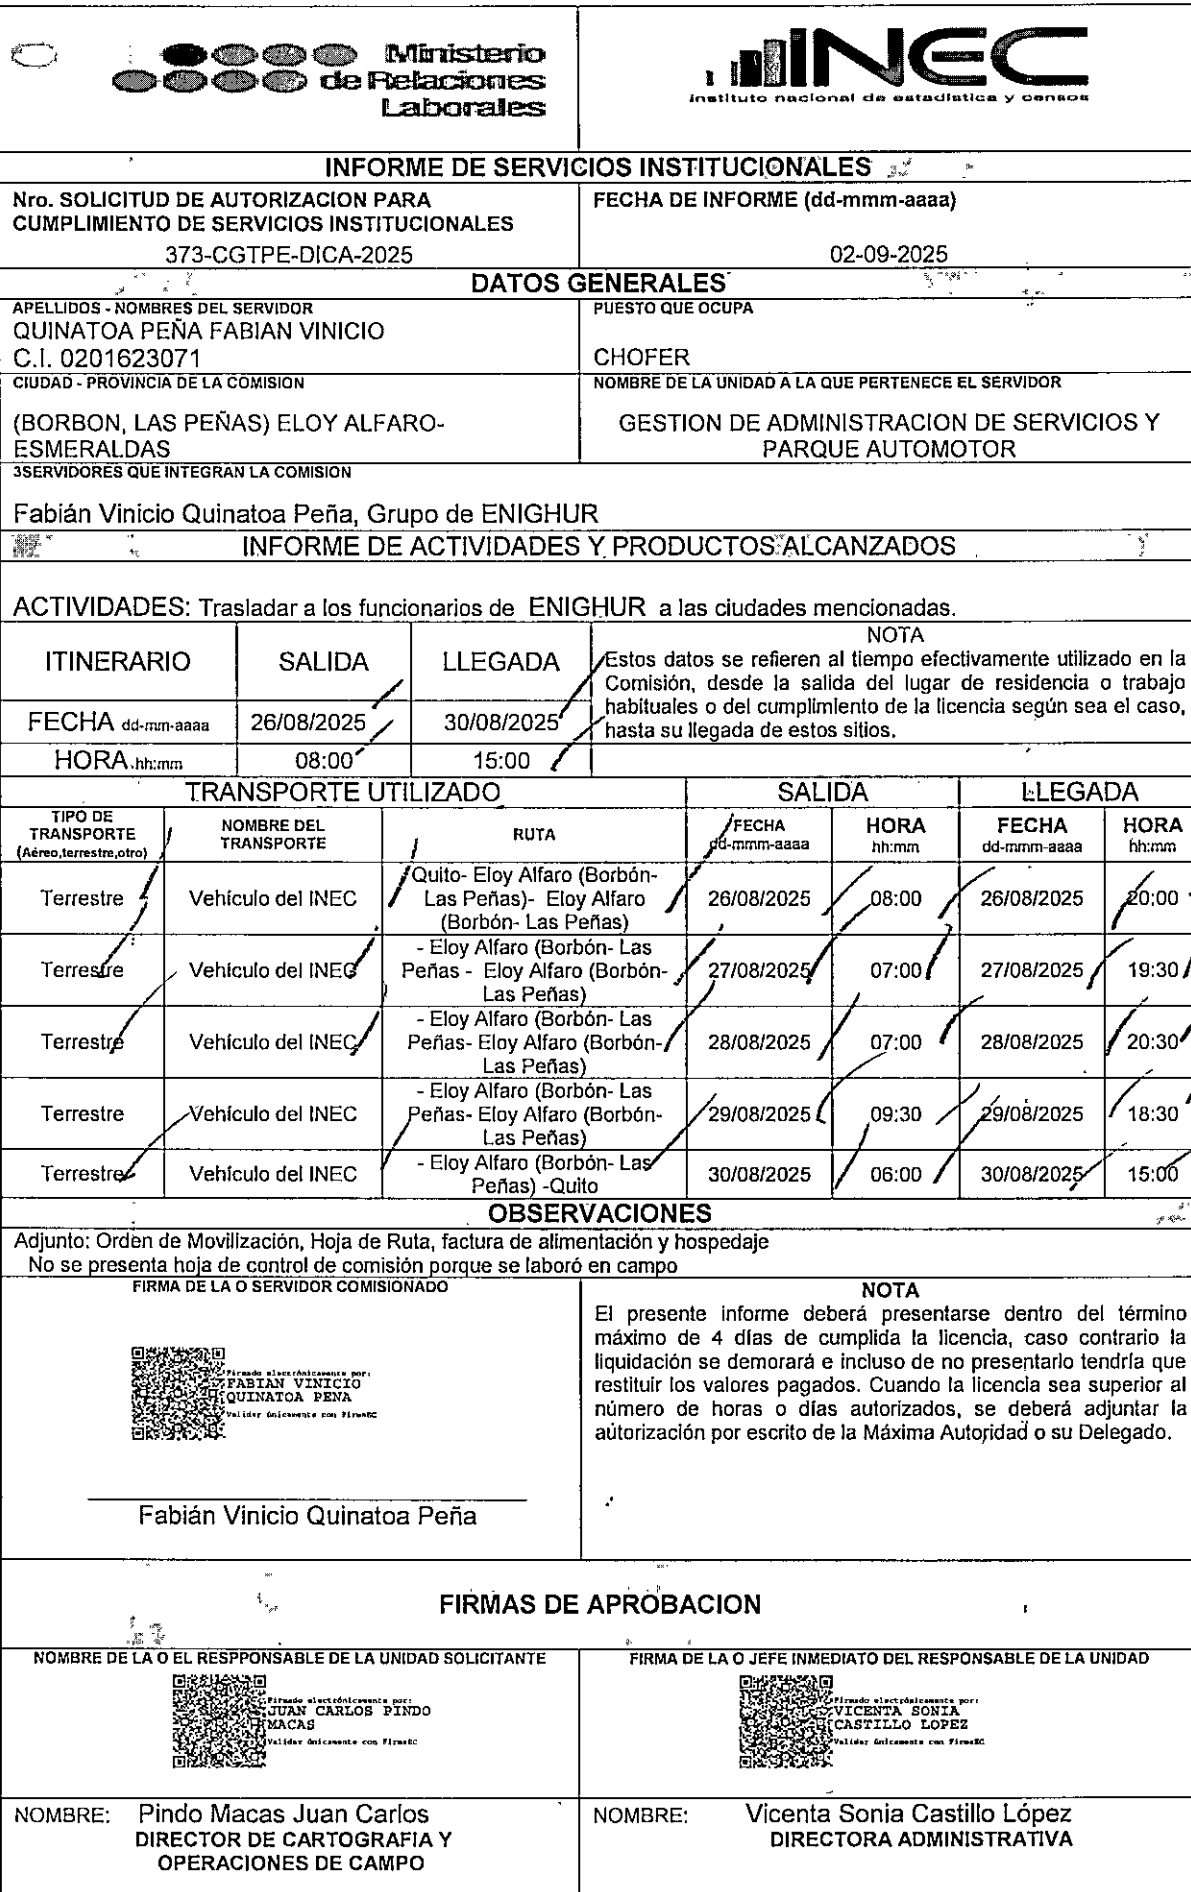 Ministerio
de Relaciones
Laborales
INEC
instituto nacional de estadística y censos
INFORME DE SERVICIOS INSTITUCIONALES
Nro. SOLICITUD DE AUTORIZACION PARA
CUMPLIMIENTO DE SERVICIOS INSTITUCIONALES
373-CGTPE-DICA-2025
FECHA DE INFORME (dd-mmm-aaaa)
02-09-2025
DATOS GENERALES
APELLIDOS - NOMBRES DEL SERVIDOR
QUINATOA PEÑA FABIAN VINICIO
C.I. 0201623071
PUESTO QUE OCUPA
CHOFER
CIUDAD - PROVINCIA DE LA COMISION
(BORBON, LAS PEÑAS) ELOY ALFARO-
ESMERALDAS
NOMBRE DE LA UNIDAD A LA QUE PERTENECE EL SERVIDOR
GESTION DE ADMINISTRACION DE SERVICIOS Y
PARQUE AUTOMOTOR
3SERVIDORES QUE INTEGRAN LA COMISION
Fabián Vinicio Quinatoa Peña, Grupo de ENIGHUR
INFORME DE ACTIVIDADES Y PRODUCTOS ALCANZADOS
ACTIVIDADES: Trasladar a los funcionarios de ENIGHUR a las ciudades mencionadas.
ITINERARIO SALIDA LLEGADA
FECHA dd-mm-aaaa 26/08/2025 30/08/2025
HORA hh:mm 08:00 15:00
NOTA
Estos datos se refieren al tiempo efectivamente utilizado en la
Comisión, desde la salida del lugar de residencia o trabajo
habituales o del cumplimiento de la licencia según sea el caso,
hasta su llegada de estos sitios.
TRANSPORTE UTILIZADO SALIDA LLEGADA
TIPO DE
TRANSPORTE
(Aéreo,terrestre,otro)
NOMBRE DEL
TRANSPORTE
RUTA
FECHA
dd-mmm-aaaa
HORA
hh:mm
FECHA
dd-mmm-aaaa
HORA
hh:mm
Quito- Eloy Alfaro (Borbón-
Terrestre Vehículo del INEC Las Peñas)- Eloy Alfaro 26/08/2025 08:00 26/08/2025 20:00
(Borbón- Las Peñas)
- Eloy Alfaro (Borbón- Las
Terrestre Vehículo del INEC Peñas - Eloy Alfaro (Borbón- 27/08/2025 07:00 27/08/2025 19:30
Las Peñas)
- Eloy Alfaro (Borbón- Las
Terrestre Vehículo del INEC Peñas- Eloy Alfaro (Borbón- 28/08/2025 07:00 28/08/2025 20:30
Las Peñas)
- Eloy Alfaro (Borbón- Las
Terrestre Vehículo del INEC Peñas- Eloy Alfaro (Borbón- 29/08/2025 09:30 29/08/2025 18:30
Las Peñas)
- Eloy Alfaro (Borbón- Las
Terrestre Vehículo del INEC Peñas) -Quito 30/08/2025 06:00 30/08/2025 15:00
OBSERVACIONES
Adjunto: Orden de Movilización, Hoja de Ruta, factura de alimentación y hospedaje
No se presenta hoja de control de comisión porque se laboró en campo
FIRMA DE LA O SERVIDOR COMISIONADO
Firmado electrónicamente por:
FABIAN VINICIO
QUINATOA PENA
Validar únicamente con FirmaEC
Fabián Vinicio Quinatoa Peña
NOTA
El presente informe deberá presentarse dentro del término
máximo de 4 días de cumplida la licencia, caso contrario la
liquidación se demorará e incluso de no presentarlo tendría que
restituir los valores pagados. Cuando la licencia sea superior al
número de horas o días autorizados, se deberá adjuntar la
autorización por escrito de la Máxima Autoridad o su Delegado.
FIRMAS DE APROBACION
NOMBRE DE LA O EL RESPPONSABLE DE LA UNIDAD SOLICITANTE
Firmado electrónicamente por:
JUAN CARLOS PINDO
MACAS
Validar únicamente con FirmaEC
NOMBRE: Pindo Macas Juan Carlos
DIRECTOR DE CARTOGRAFIA Y
OPERACIONES DE CAMPO
FIRMA DE LA O JEFE INMEDIATO DEL RESPONSABLE DE LA UNIDAD
Firmado electrónicamente por:
VICENTA SONIA
CASTILLO LOPEZ
Validar únicamente con FirmaEC
NOMBRE: Vicenta Sonia Castillo López
DIRECTORA ADMINISTRATIVA